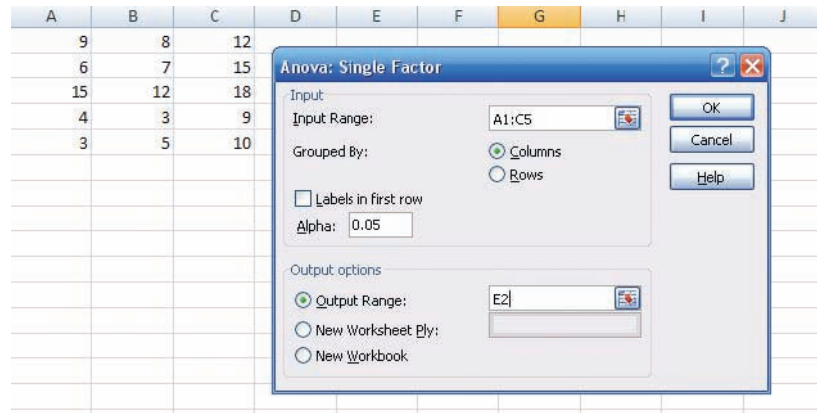 A B C D E F G H I J
9 8 12
6 7 15
15 12 18
4 3 9
3 5 10
Anova: Single Factor
Input
Input Range: A1:C5
Grouped By: Columns
Rows
Labels in first row
Alpha: 0.05
OK
Cancel
Help
Output options
Output Range: E2
New Worksheet Ply:
New Workbook